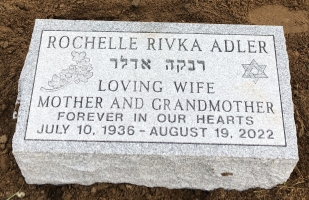 ROCHELLE RIVKA ADLER
רבקה אדלר
LOVING WIFE
MOTHER AND GRANDMOTHER
FOREVER IN OUR HEARTS
JULY 10, 1936 - AUGUST 19, 2022